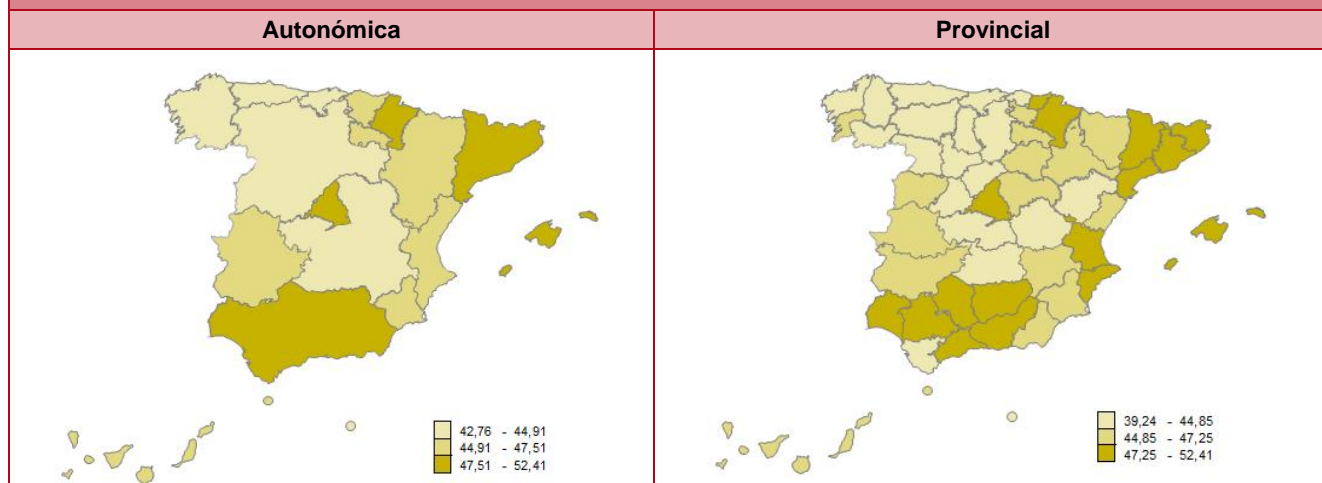 Autonómica
Provincial
42,76 - 44,91
44,91 - 47,51
47,51 - 52,41
39,24 - 44,85
44,85 - 47,25
47,25 - 52,41